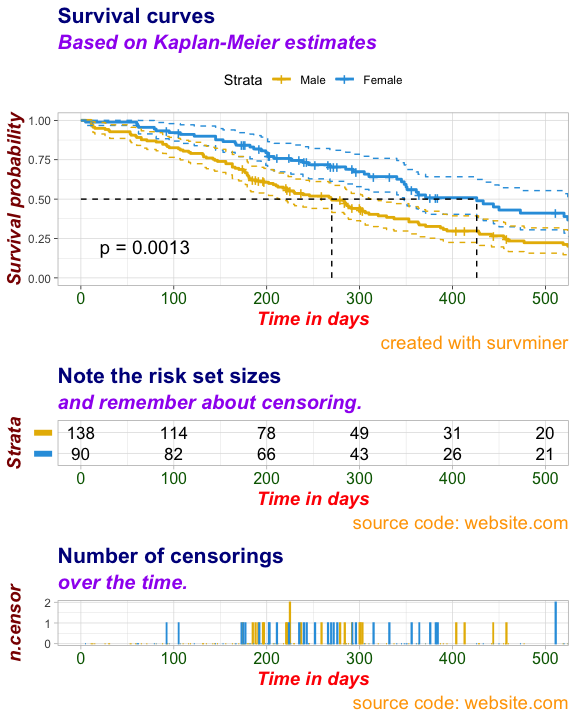 Survival curves
Based on Kaplan-Meier estimates
Strata Male Female
Survival probability
1.00
0.75
0.50
0.25
0.00
p = 0.0013
0 100 200 300 400 500
Time in days
created with survminer
Note the risk set sizes
and remember about censoring.
Strata
138 114 78 49 31 20
90 82 66 43 26 21
0 100 200 300 400 500
Time in days
source code: website.com
Number of censorings
over the time.
n.censor
2
1
0
0 100 200 300 400 500
Time in days
source code: website.com